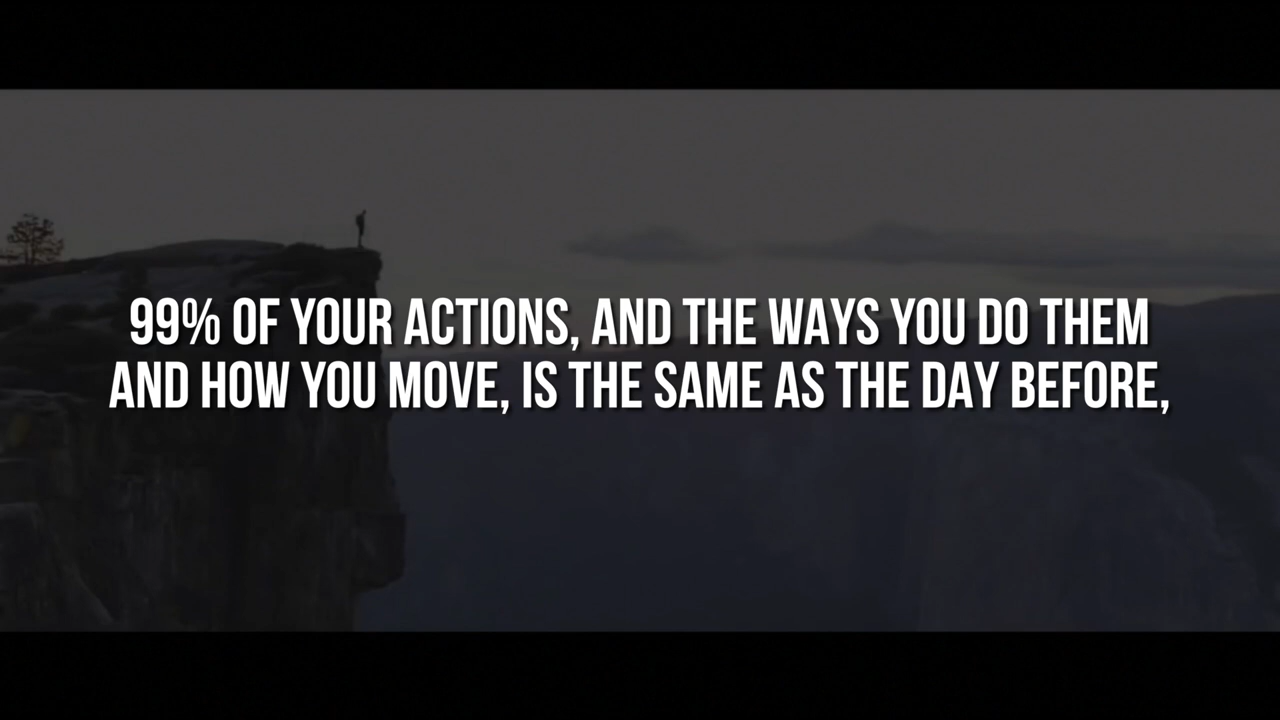 99% OF YOUR ACTIONS, AND THE WAYS YOU DO THEM
AND HOW YOU MOVE, IS THE SAME AS THE DAY BEFORE,